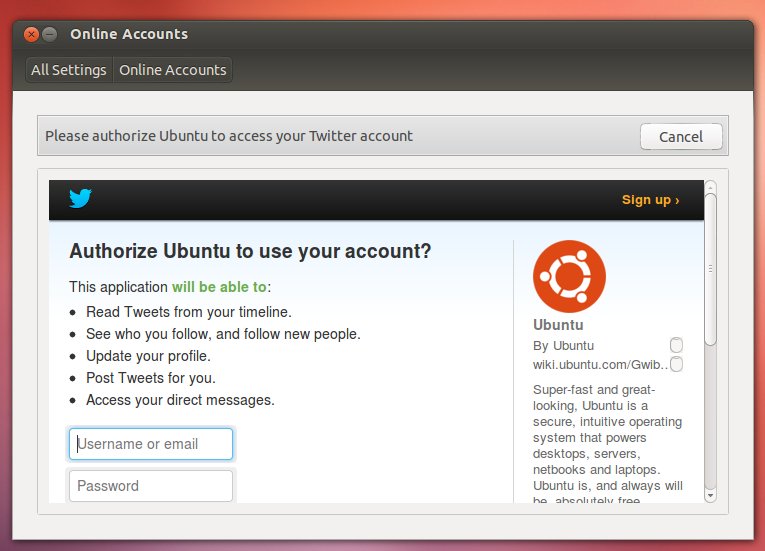 Online Accounts
All Settings Online Accounts
Please authorize Ubuntu to access your Twitter account
Cancel
Sign up ›
Authorize Ubuntu to use your account?
This application will be able to:
Read Tweets from your timeline.
See who you follow, and follow new people.
Update your profile.
Post Tweets for you.
Access your direct messages.
Username or email
Password
Ubuntu
By Ubuntu
wiki.ubuntu.com/Gwib..
Super-fast and great-
looking, Ubuntu is a
secure, intuitive operating
system that powers
desktops, servers,
netbooks and laptops.
Ubuntu is, and always will
be, absolutely free.